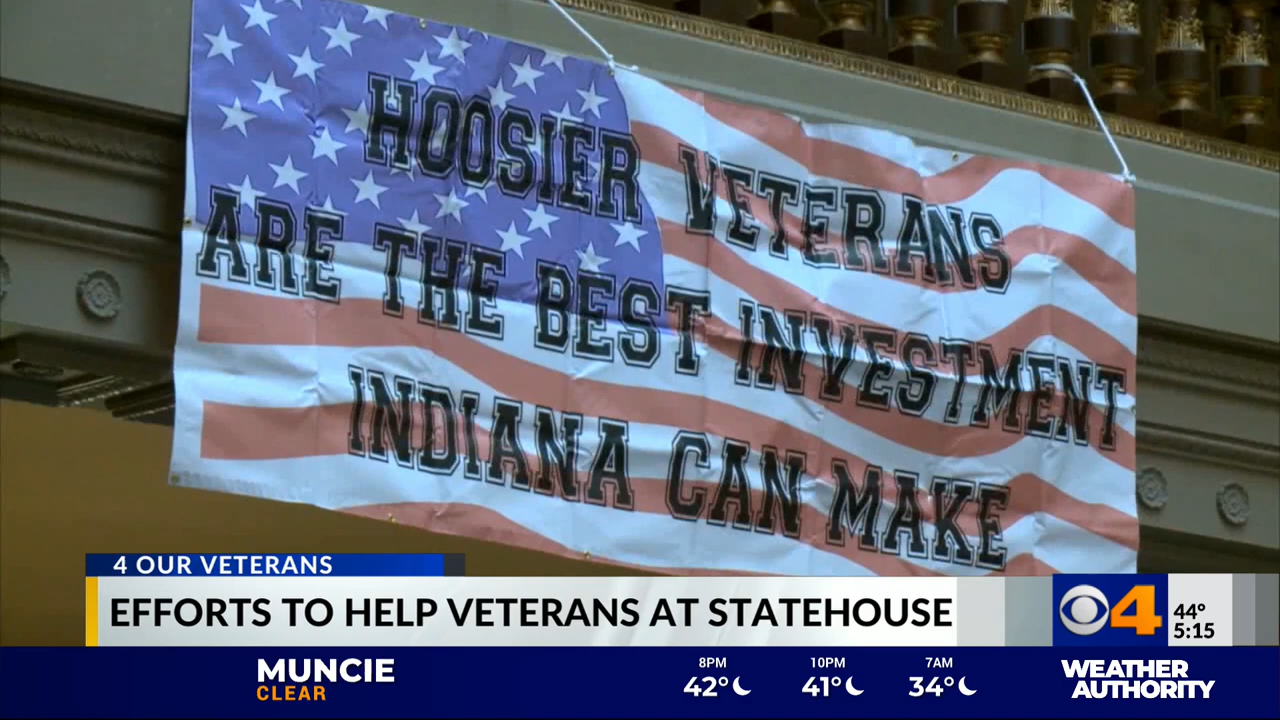 HOOSIER VETERANS
ARE THE BEST INVESTMENT
INDIANA CAN MAKE
4 OUR VETERANS
EFFORTS TO HELP VETERANS AT STATEHOUSE
4
44°
5:15
MUNCIE
CLEAR
8PM 10PM 7AM
42° 41° 34°
WEATHER
AUTHORITY